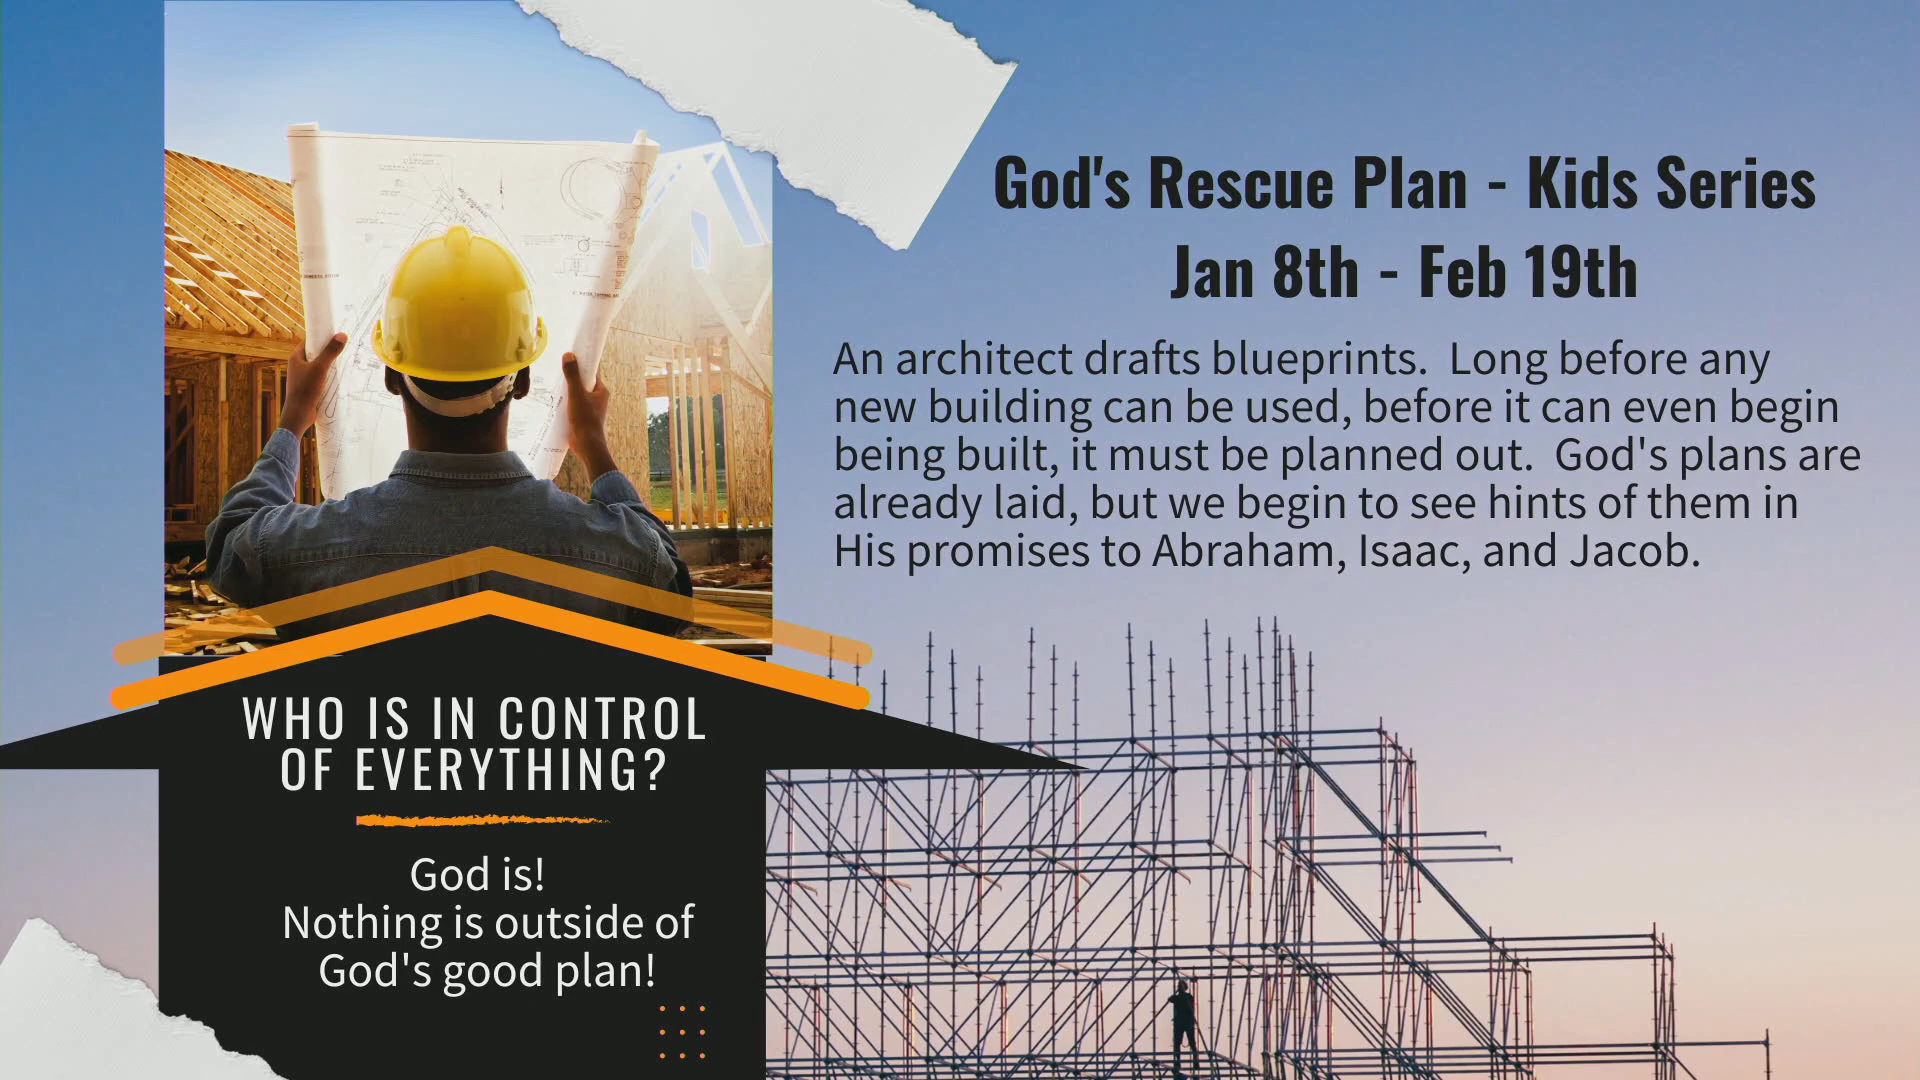 God's Rescue Plan - Kids Series
Jan 8th - Feb 19th
An architect drafts blueprints.  Long before any
new building can be used, before it can even begin
being built, it must be planned out.  God's plans are
already laid, but we begin to see hints of them in
His promises to Abraham, Isaac, and Jacob.
WHO IS IN CONTROL
OF EVERYTHING?
God is!
Nothing is outside of
God's good plan!